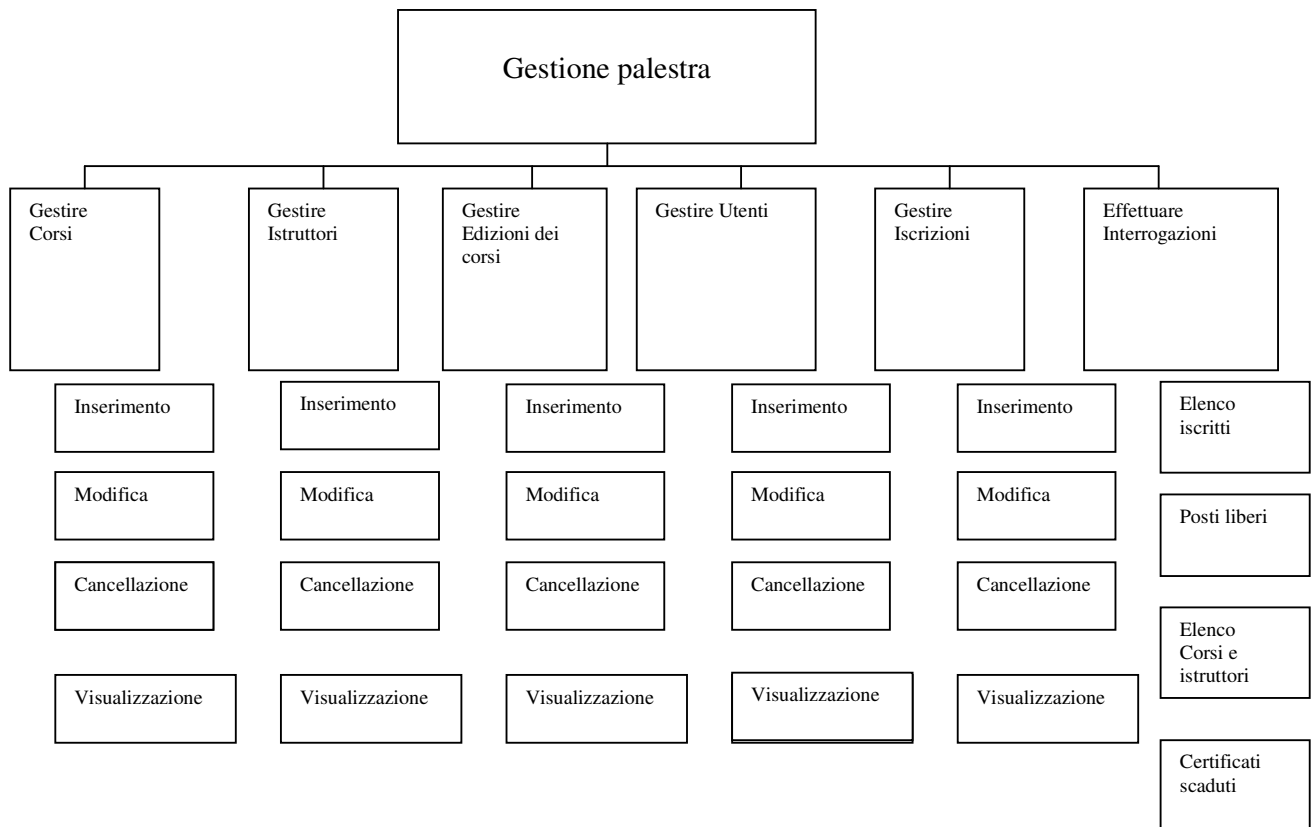 Gestione palestra
Gestire
Corsi
Gestire
Istruttori
Gestire
Edizioni dei
corsi
Gestire Utenti
Gestire
Iscrizioni
Effettuare
Interrogazioni
Inserimento
Inserimento
Inserimento
Inserimento
Inserimento
Elenco
iscritti
Modifica
Modifica
Modifica
Modifica
Modifica
Posti liberi
Cancellazione
Cancellazione
Cancellazione
Cancellazione
Cancellazione
Elenco
Corsi e
istruttori
Visualizzazione
Visualizzazione
Visualizzazione
Visualizzazione
Visualizzazione
Certificati
scaduti